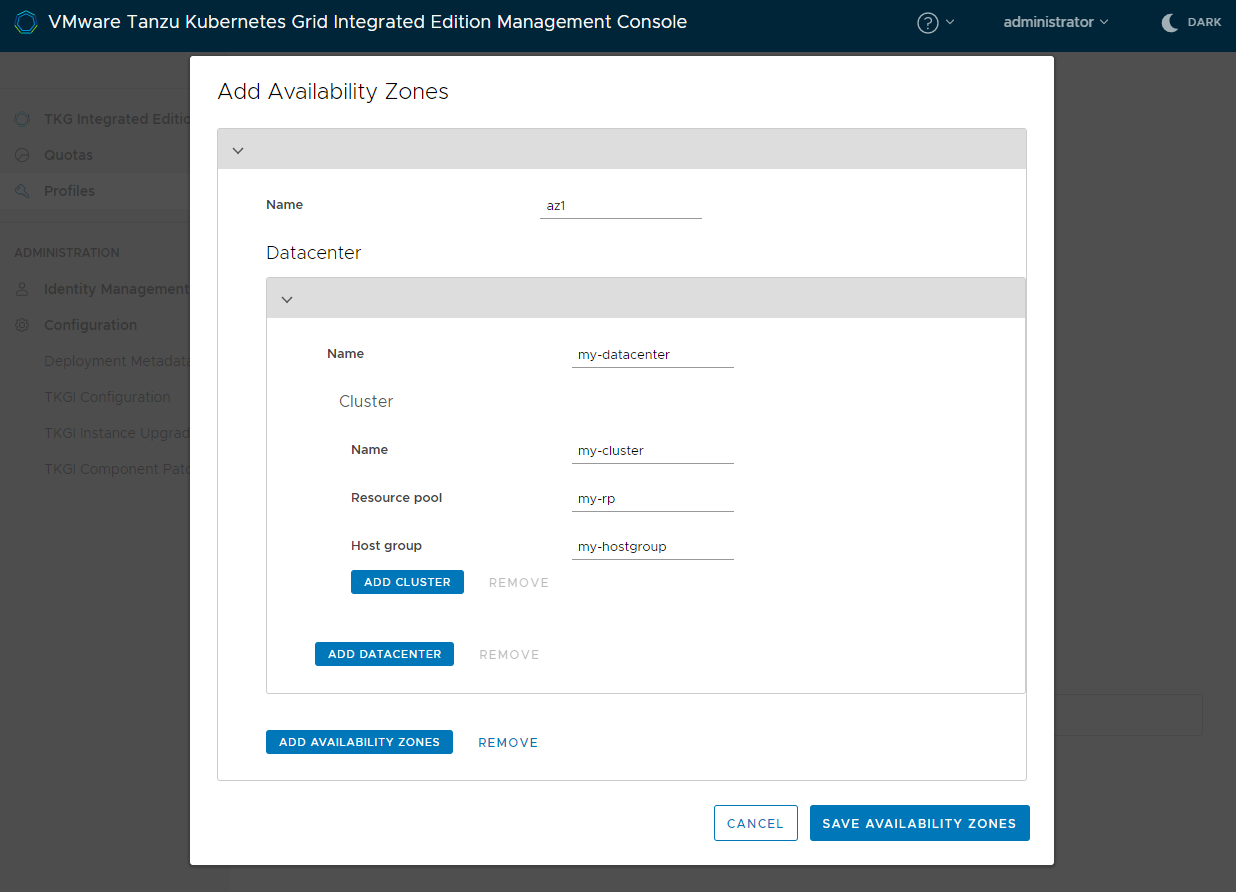 VMware Tanzu Kubernetes Grid Integrated Edition Management Console
? administrator DARK
Add Availability Zones
TKG Integrated Editio
Quotas
Profiles
ADMINISTRATION
Identity Management
Configuration
Deployment Metadata
TKGI Configuration
TKGI Instance Upgrad
TKGI Component Patc
Name az1
Datacenter
Name my-datacenter
Cluster
Name my-cluster
Resource pool my-rp
Host group my-hostgroup
ADD CLUSTER REMOVE
ADD DATACENTER REMOVE
ADD AVAILABILITY ZONES REMOVE
CANCEL SAVE AVAILABILITY ZONES